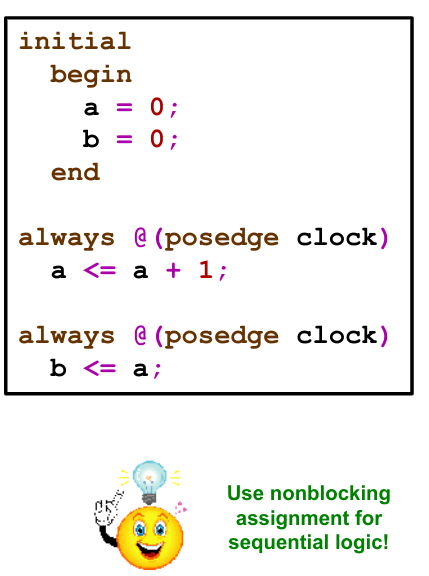 initial
begin
a = 0;
b = 0;
end
always @(posedge clock)
a <= a + 1;
always @(posedge clock)
b <= a;
Use nonblocking
assignment for
sequential logic!